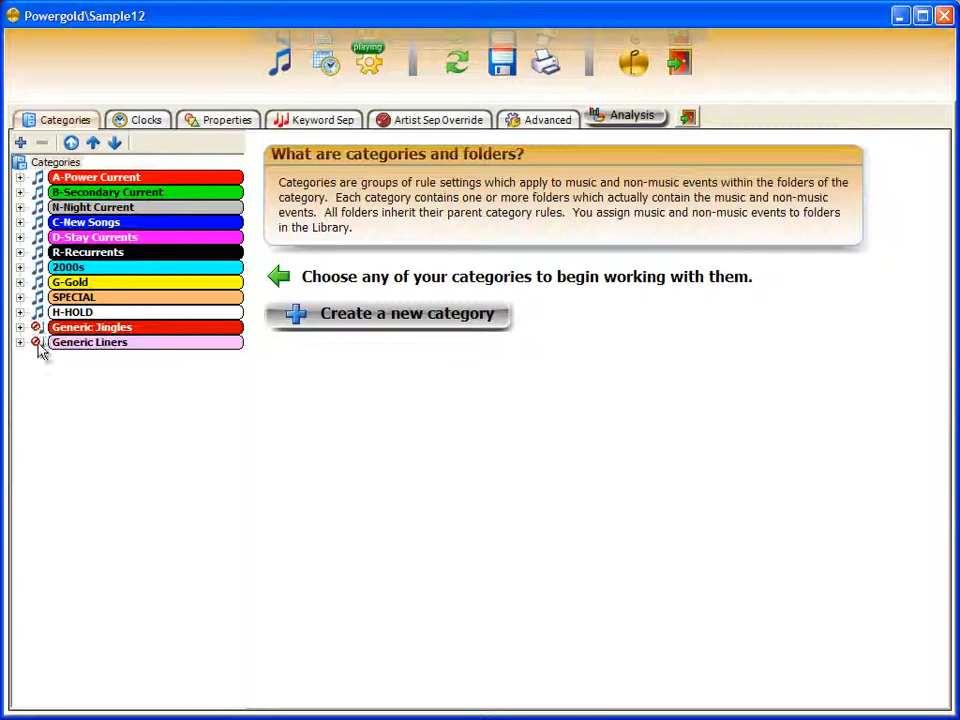 Powergold\Sample12
playing
Categories Clocks Properties Keyword Sep Artist Sep Override Advanced Analysis
Categories
A-Power Current
B-Secondary Current
N-Night Current
C-New Songs
D-Stay Currents
R-Recurrents
2000s
G-Gold
SPECIAL
H-HOLD
Generic Jingles
Generic Liners
What are categories and folders?
Categories are groups of rule settings which apply to music and non-music events within the folders of the
category. Each category contains one or more folders which actually contain the music and non-music
events. All folders inherit their parent category rules. You assign music and non-music events to folders
in the Library.
Choose any of your categories to begin working with them.
Create a new category